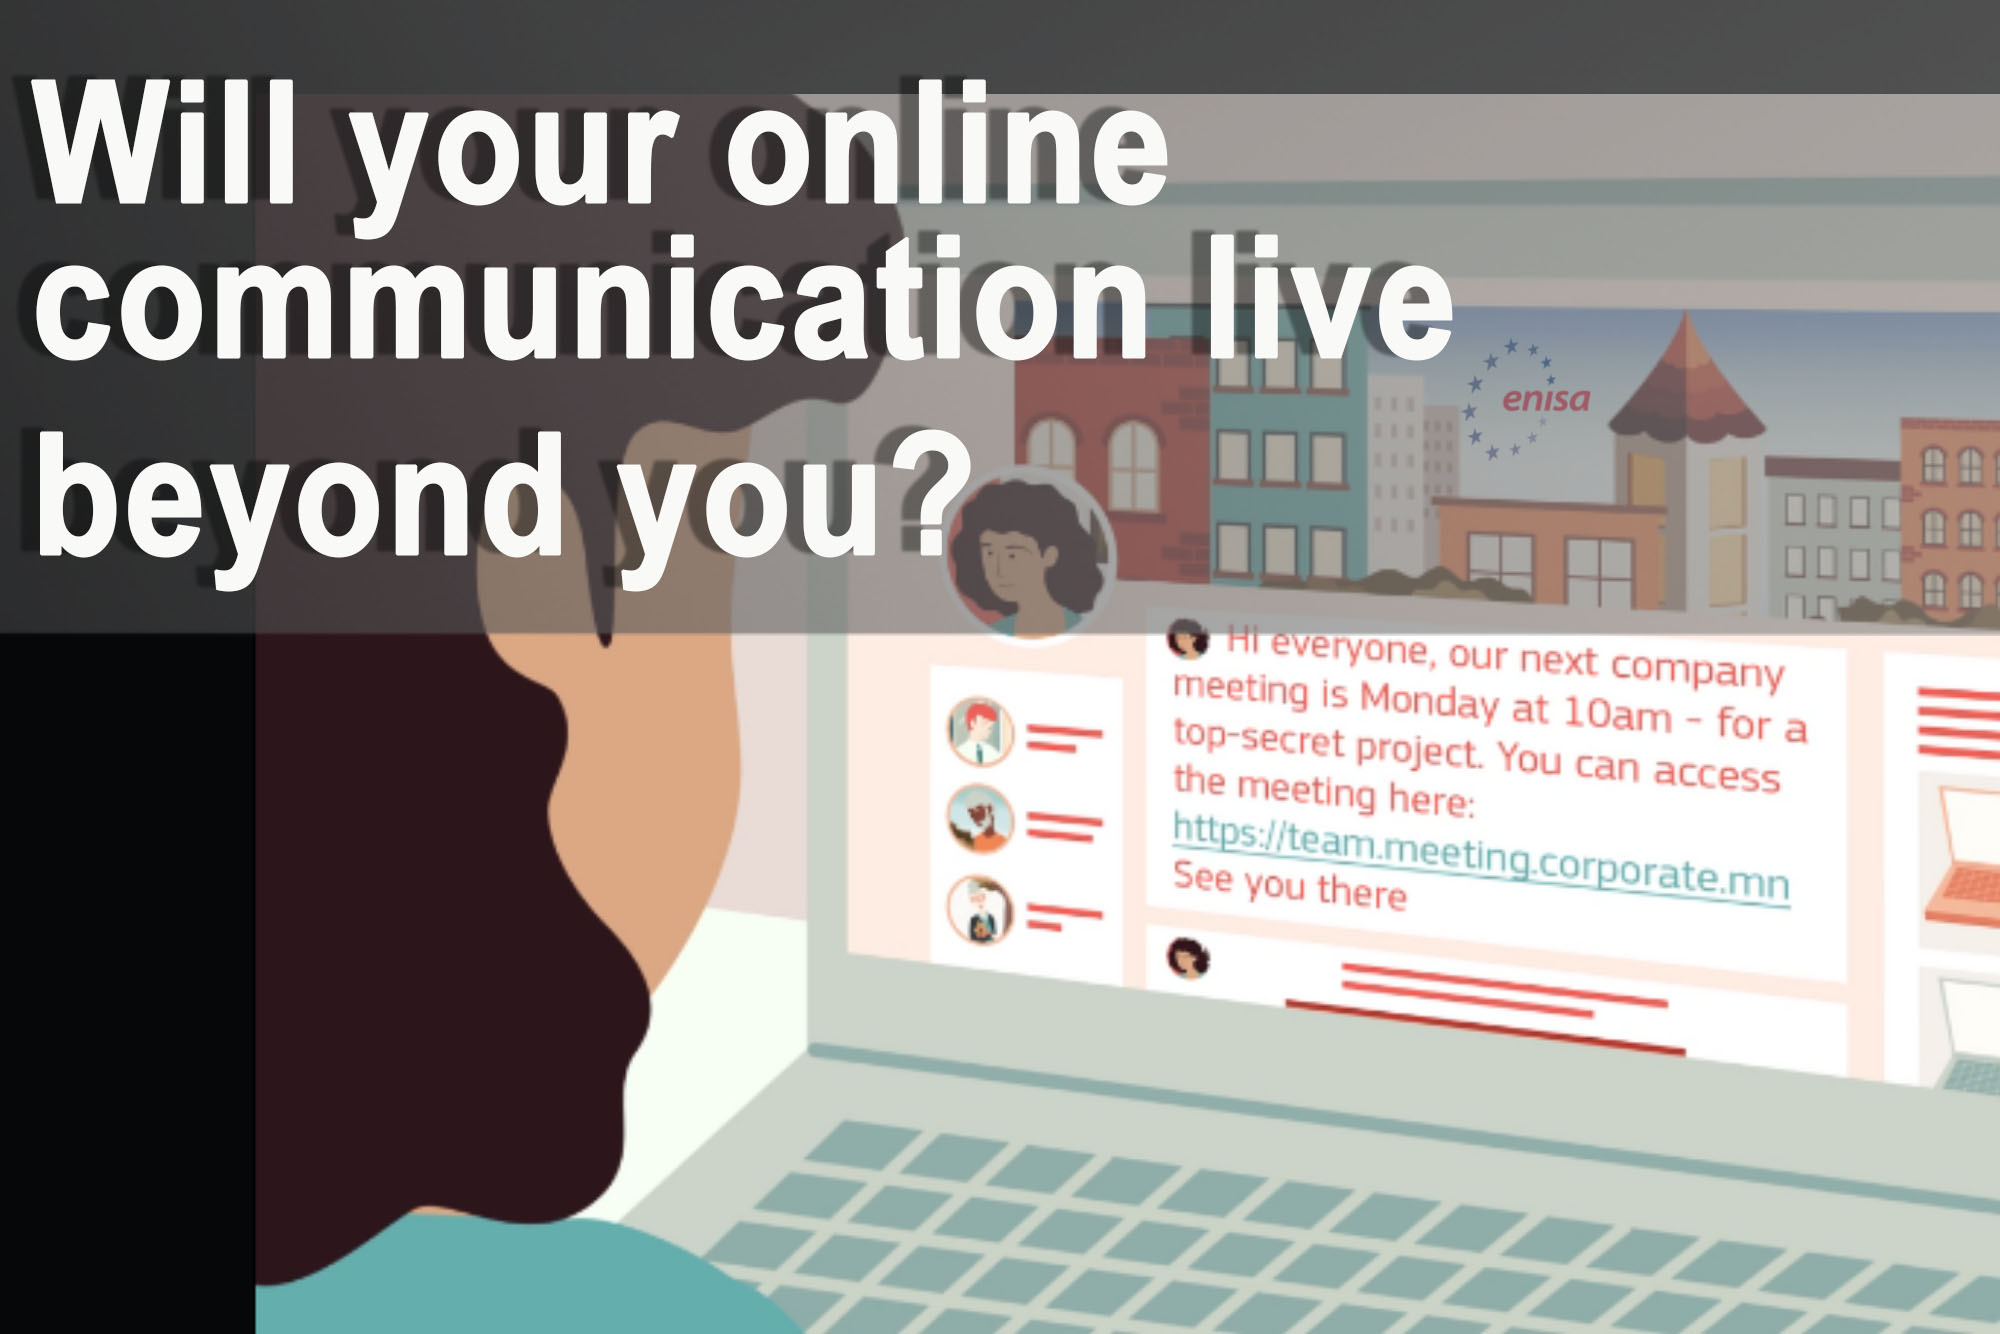 Will your online
communication live
beyond you?
enisa
Hi everyone, our next company
meeting is Monday at 10am - for a
top-secret project. You can access
the meeting here:
https://team.meeting.corporate.mn
See you there